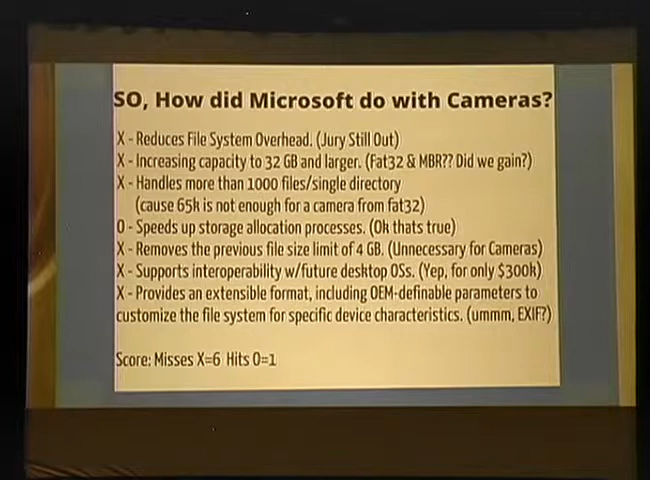 SO, How did Microsoft do with Cameras?
X - Reduces File System Overhead. (Jury Still Out)
X - Increasing capacity to 32 GB and larger. (Fat32 & MBR?? Did we gain?)
X - Handles more than 1000 files/single directory
(cause 65k is not enough for a camera from fat32)
O - Speeds up storage allocation processes. (Ok thats true)
X - Removes the previous file size limit of 4 GB. (Unnecessary for Cameras)
X - Supports interoperability w/future desktop OSs. (Yep, for only $300k)
X - Provides an extensible format, including OEM-definable parameters to
customize the file system for specific device characteristics. (ummm, EXIF?)
Score: Misses X=6 Hits O=1